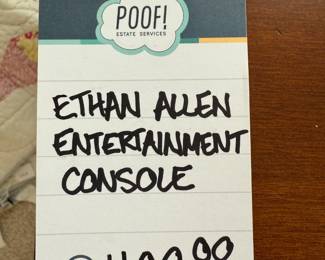 POOF!
ESTATE SERVICES
ETHAN ALLEN
ENTERTAINMENT
CONSOLE